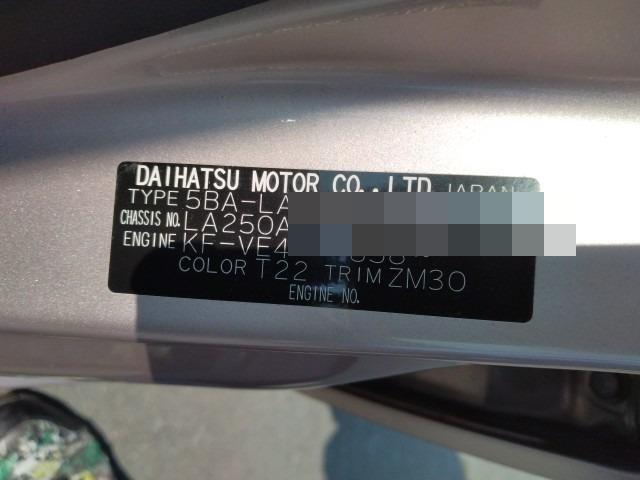 DAIHATSU MOTOR CO.,LTD. JAPAN
TYPE 5BA-LA
CHASSIS NO. LA250A
ENGINE KF-VE4
COLOR T22 TRIM ZM30
ENGINE NO.